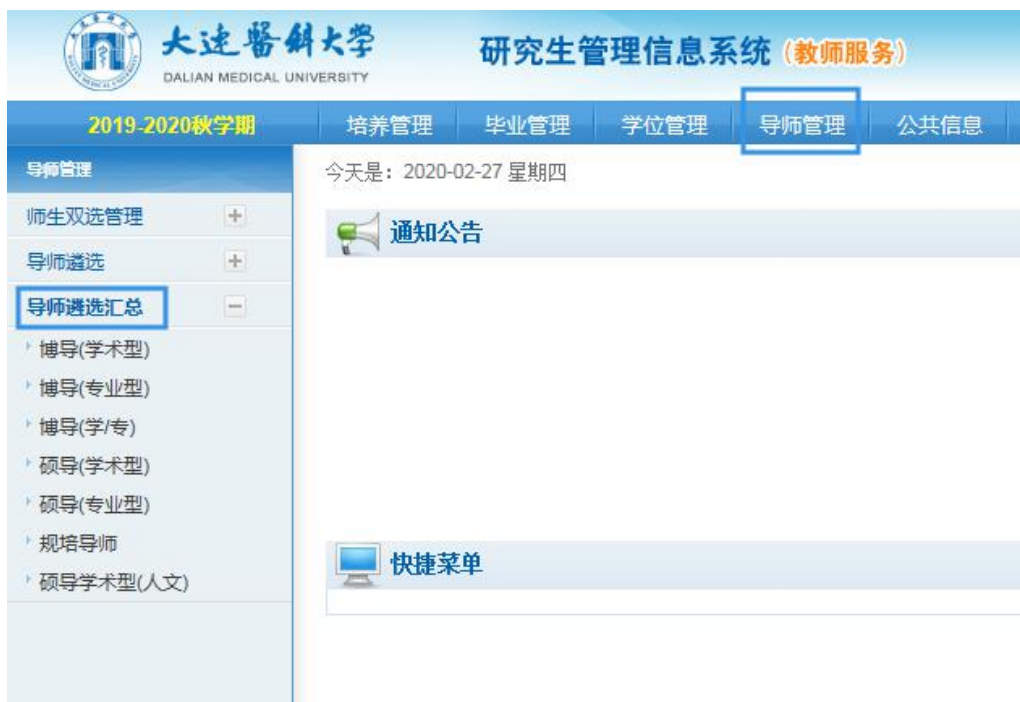 大连医科大学
DALIAN MEDICAL UNIVERSITY
研究生管理信息系统 (教师服务)
2019-2020秋学期 培养管理 毕业管理 学位管理 导师管理 公共信息
导师管理
今天是：2020-02-27 星期四
师生双选管理
通知公告
导师遴选
导师遴选汇总
博导(学术型)
博导(专业型)
博导(学/专)
硕导(学术型)
硕导(专业型)
规培导师
快捷菜单
硕导学术型(人文)